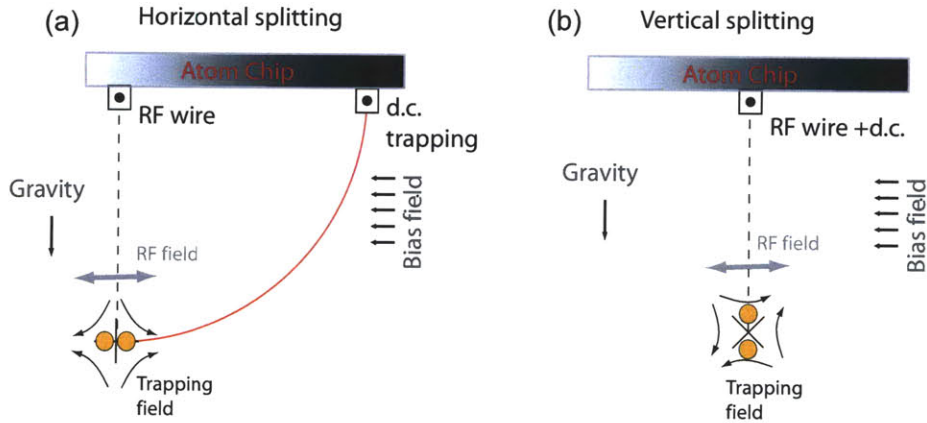 (a)
Horizontal splitting
Atom Chip
RF wire
d.c.
trapping
Gravity
Bias field
RF field
Trapping
field
(b)
Vertical splitting
Atom Chip
RF wire +d.c.
Gravity
Bias field
RF field
Trapping
field